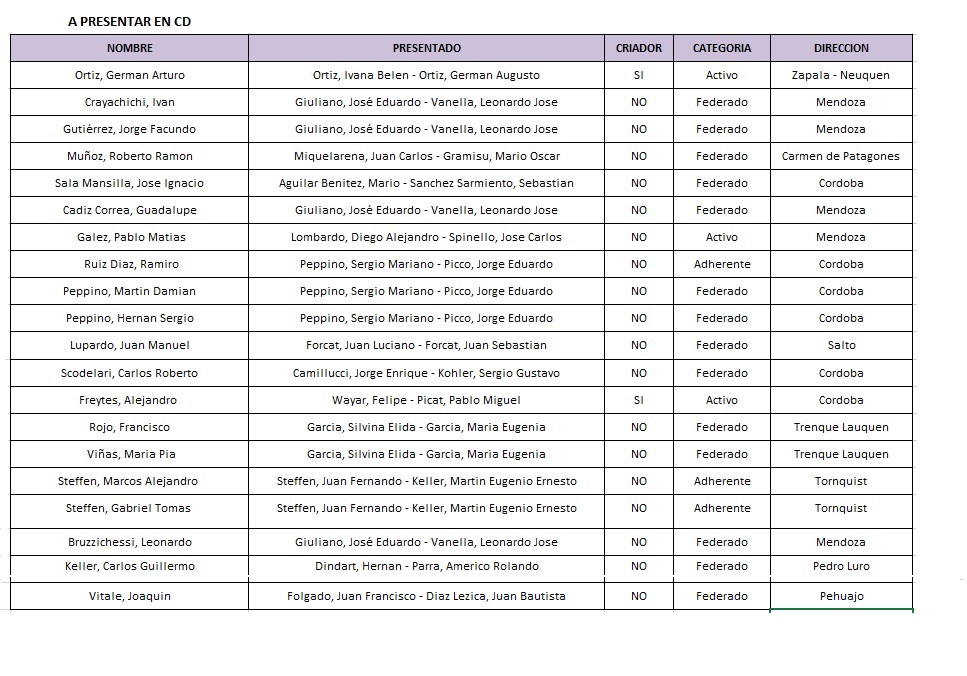 A PRESENTAR EN CD
NOMBRE PRESENTADO CRIADOR CATEGORIA DIRECCION
Ortiz, German Arturo Ortiz, Ivana Belen - Ortiz, German Augusto SI Activo Zapala - Neuquen
Crayachichi, Ivan Giuliano, José Eduardo - Vanella, Leonardo Jose NO Federado Mendoza
Gutiérrez, Jorge Facundo Giuliano, José Eduardo - Vanella, Leonardo Jose NO Federado Mendoza
Muñoz, Roberto Ramon Miquelarena, Juan Carlos - Gramisu, Mario Oscar NO Federado Carmen de Patagones
Sala Mansilla, Jose Ignacio Aguilar Benitez, Mario - Sanchez Sarmiento, Sebastian NO Federado Cordoba
Cadiz Correa, Guadalupe Giuliano, José Eduardo - Vanella, Leonardo Jose NO Federado Mendoza
Galez, Pablo Matias Lombardo, Diego Alejandro - Spinello, Jose Carlos NO Activo Mendoza
Ruiz Diaz, Ramiro Peppino, Sergio Mariano - Picco, Jorge Eduardo NO Adherente Cordoba
Peppino, Martin Damian Peppino, Sergio Mariano - Picco, Jorge Eduardo NO Federado Cordoba
Peppino, Hernan Sergio Peppino, Sergio Mariano - Picco, Jorge Eduardo NO Federado Cordoba
Lupardo, Juan Manuel Forcat, Juan Luciano - Forcat, Juan Sebastian NO Federado Salto
Scodelari, Carlos Roberto Camillucci, Jorge Enrique - Kohler, Sergio Gustavo NO Federado Cordoba
Freytes, Alejandro Wayar, Felipe - Picat, Pablo Miguel SI Activo Cordoba
Rojo, Francisco Garcia, Silvina Elida - Garcia, Maria Eugenia NO Federado Trenque Lauquen
Viñas, Maria Pia Garcia, Silvina Elida - Garcia, Maria Eugenia NO Federado Trenque Lauquen
Steffen, Marcos Alejandro Steffen, Juan Fernando - Keller, Martin Eugenio Ernesto NO Adherente Tornquist
Steffen, Gabriel Tomas Steffen, Juan Fernando - Keller, Martin Eugenio Ernesto NO Adherente Tornquist
Bruzzichessi, Leonardo Giuliano, José Eduardo - Vanella, Leonardo Jose NO Federado Mendoza
Keller, Carlos Guillermo Dindart, Hernan - Parra, Americo Rolando NO Federado Pedro Luro
Vitale, Joaquin Folgado, Juan Francisco - Diaz Lezica, Juan Bautista NO Federado Pehuajo